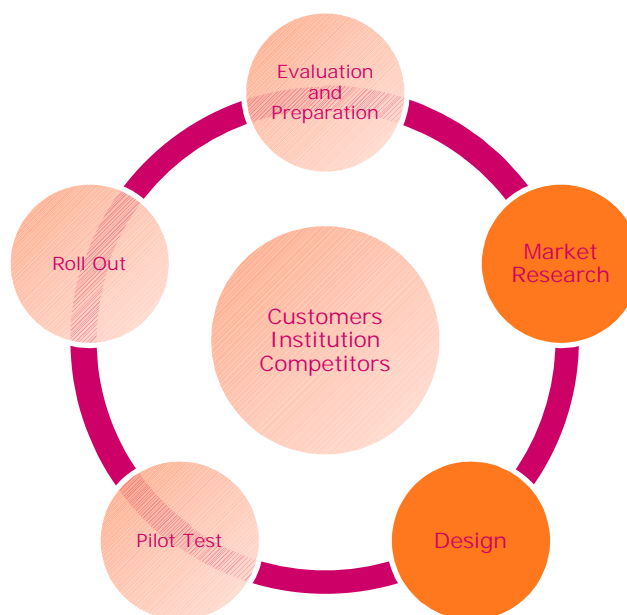 Evaluation
and
Preparation
Market
Research
Roll Out
Customers
Institution
Competitors
Pilot Test
Design